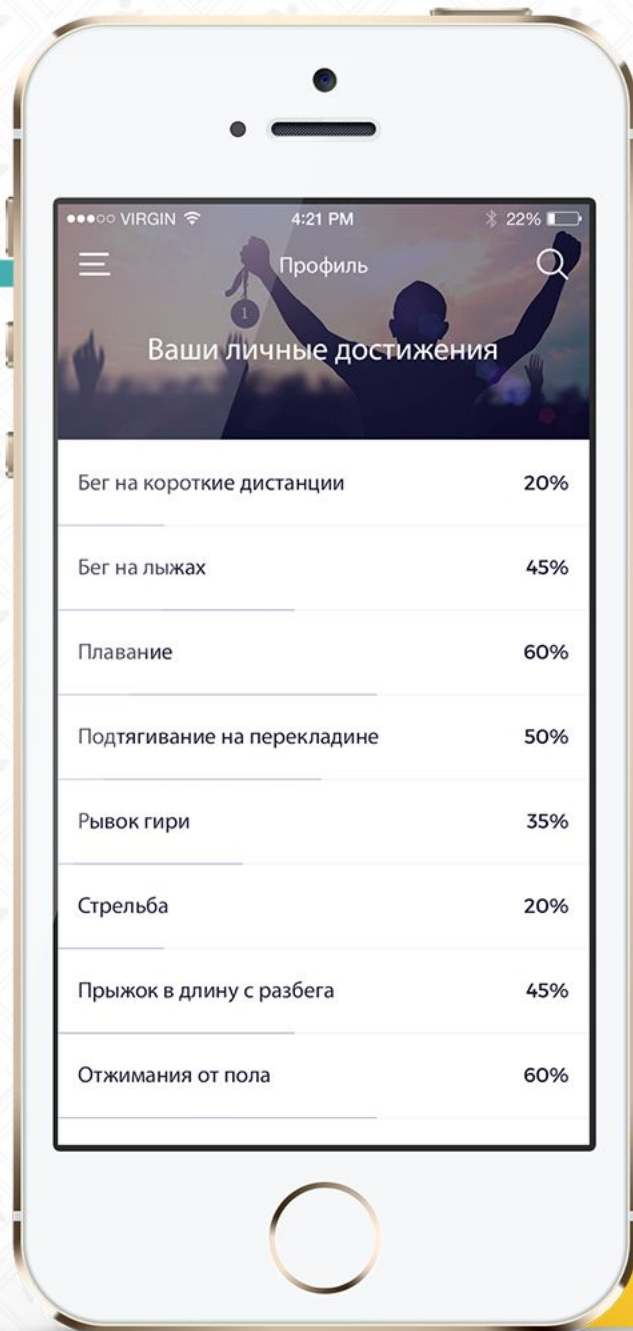 VIRGIN 4:21 PM 22%
Профиль
1
Ваши личные достижения
Бег на короткие дистанции 20%
Бег на лыжах 45%
Плавание 60%
Подтягивание на перекладине 50%
Рывок гири 35%
Стрельба 20%
Прыжок в длину с разбега 45%
Отжимания от пола 60%